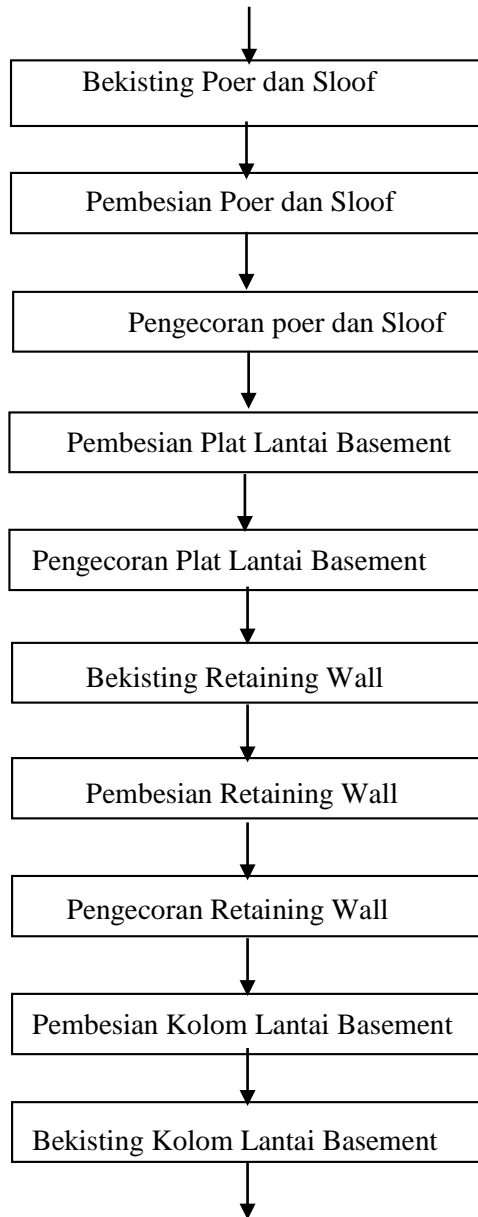 Bekisting Poer dan Sloof
Pembesian Poer dan Sloof
Pengecoran poer dan Sloof
Pembesian Plat Lantai Basement
Pengecoran Plat Lantai Basement
Bekisting Retaining Wall
Pembesian Retaining Wall
Pengecoran Retaining Wall
Pembesian Kolom Lantai Basement
Bekisting Kolom Lantai Basement